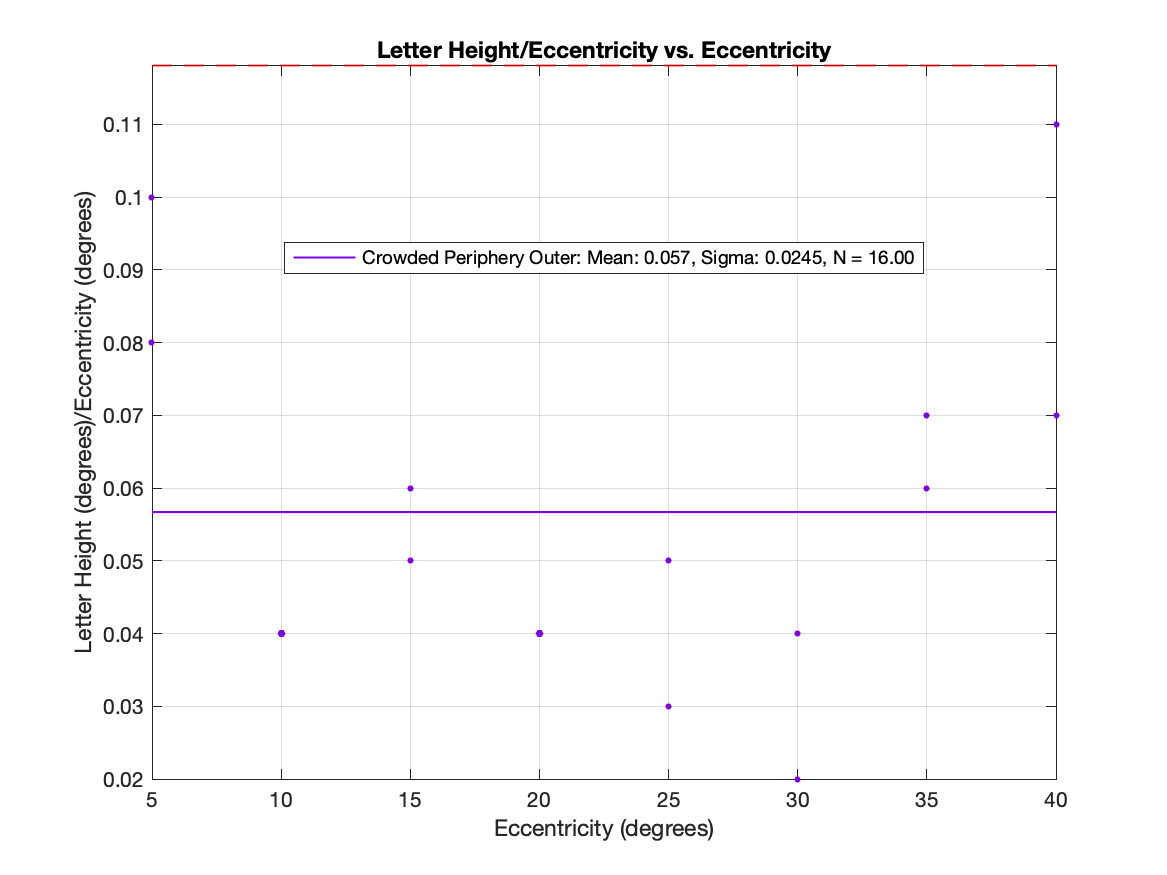 Letter Height/Eccentricity vs. Eccentricity
0.11
0.1
0.09
0.08
0.07
0.06
0.05
0.04
0.03
0.02
Letter Height (degrees)/Eccentricity (degrees)
Crowded Periphery Outer: Mean: 0.057, Sigma: 0.0245, N = 16.00
5 10 15 20 25 30 35 40
Eccentricity (degrees)